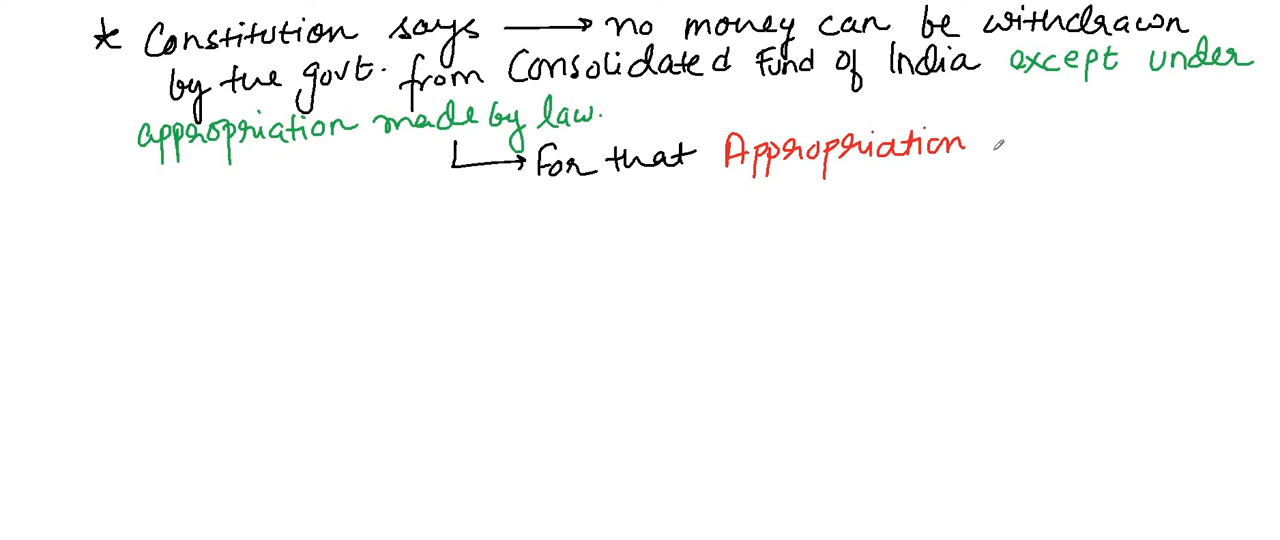 * Constitution says → no money can be withdrawn
by the govt. from Consolidated Fund of India except under
appropriation made by law.
↳ For that Appropriation